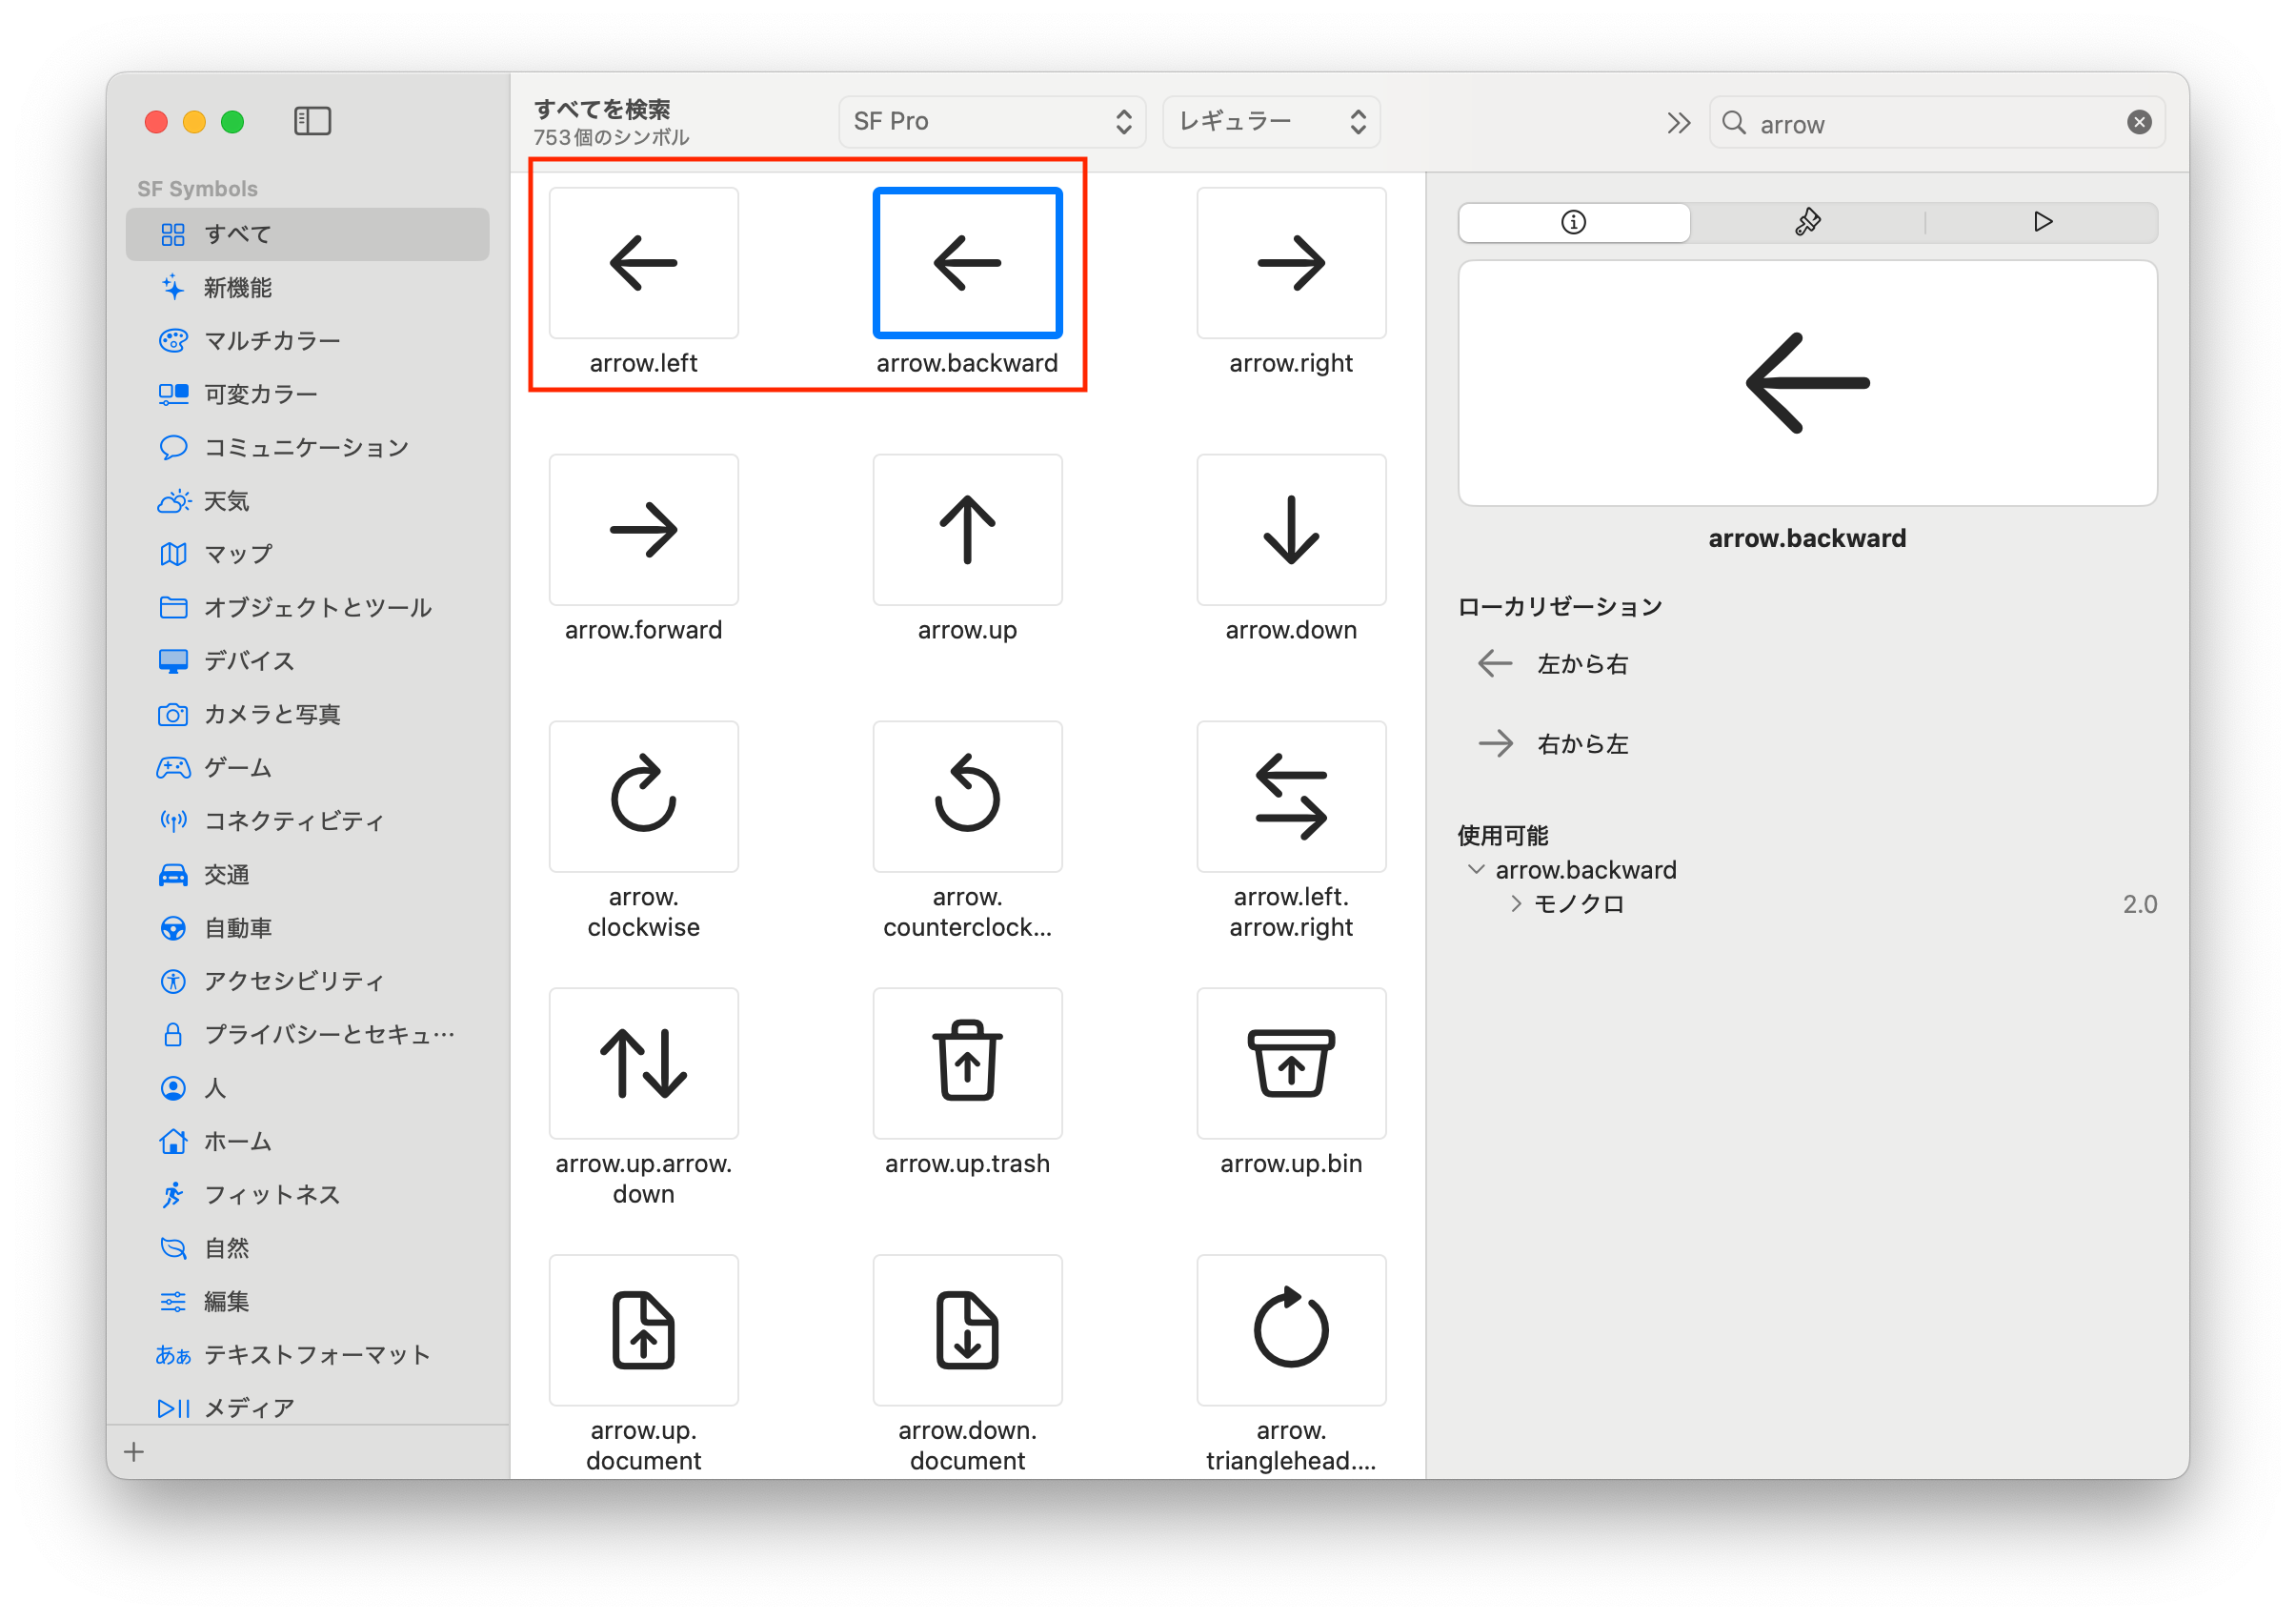 SF Symbols
すべて
新機能
マルチカラー
可変カラー
コミュニケーション
天気
マップ
オブジェクトとツール
デバイス
カメラと写真
ゲーム
コネクティビティ
交通
自動車
アクセシビリティ
プライバシーとセキュ…
人
ホーム
フィットネス
自然
編集
ああ テキストフォーマット
メディア
すべてを検索
753個のシンボル
SF Pro
レギュラー
arrow
arrow.left
arrow.backward
arrow.right
arrow.forward
arrow.up
arrow.down
arrow.
clockwise
arrow.
counterclock...
arrow.left.
arrow.right
arrow.up.arrow.
down
arrow.up.trash
arrow.up.bin
arrow.up.
document
arrow.down.
document
arrow.
trianglehead....
arrow.backward
ローカリゼーション
左から右
右から左
使用可能
arrow.backward
モノクロ
2.0